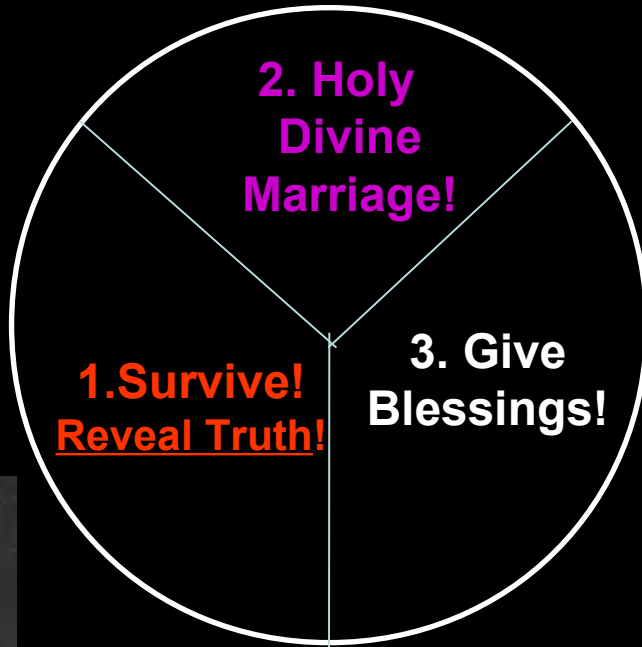 2. Holy
Divine
Marriage!
1.Survive!
Reveal Truth!
3. Give
Blessings!